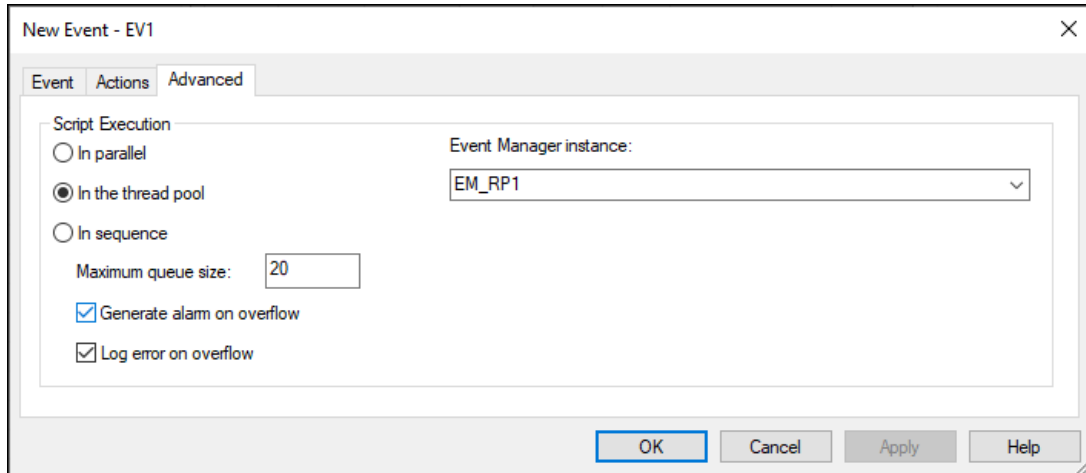 New Event - EV1
Event Actions Advanced
Script Execution
In parallel
Event Manager instance:
EM_RP1
In the thread pool
In sequence
Maximum queue size: 20
Generate alarm on overflow
Log error on overflow
OK Cancel Apply Help